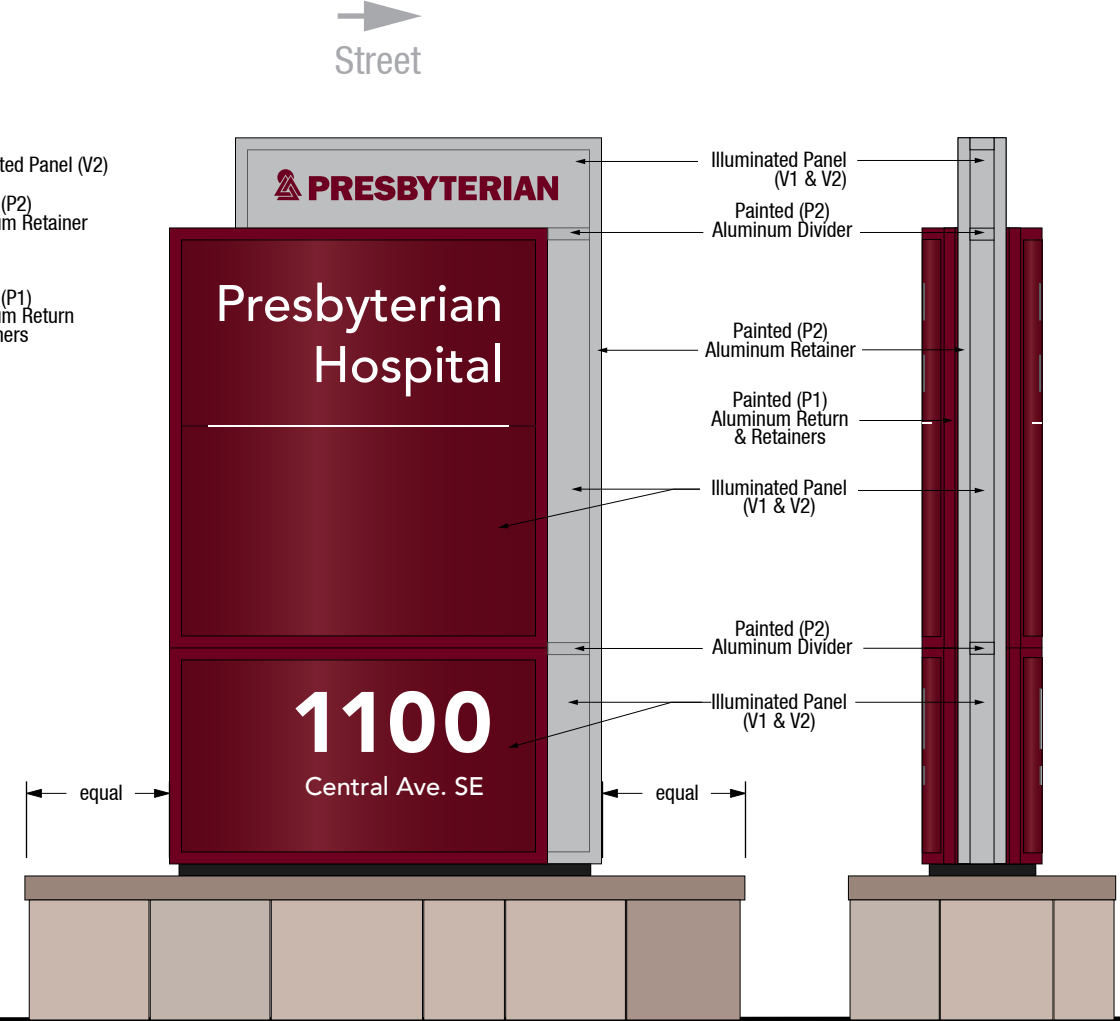 Street
ted Panel (V2)
(P2)
m Retainer
(P1)
m Return
ners
PRESBYTERIAN
Presbyterian
Hospital
1100
Central Ave. SE
equal
equal
Illuminated Panel
(V1 & V2)
Painted (P2)
Aluminum Divider
Painted (P2)
Aluminum Retainer
Painted (P1)
Aluminum Return
& Retainers
Illuminated Panel
(V1 & V2)
Painted (P2)
Aluminum Divider
Illuminated Panel
(V1 & V2)